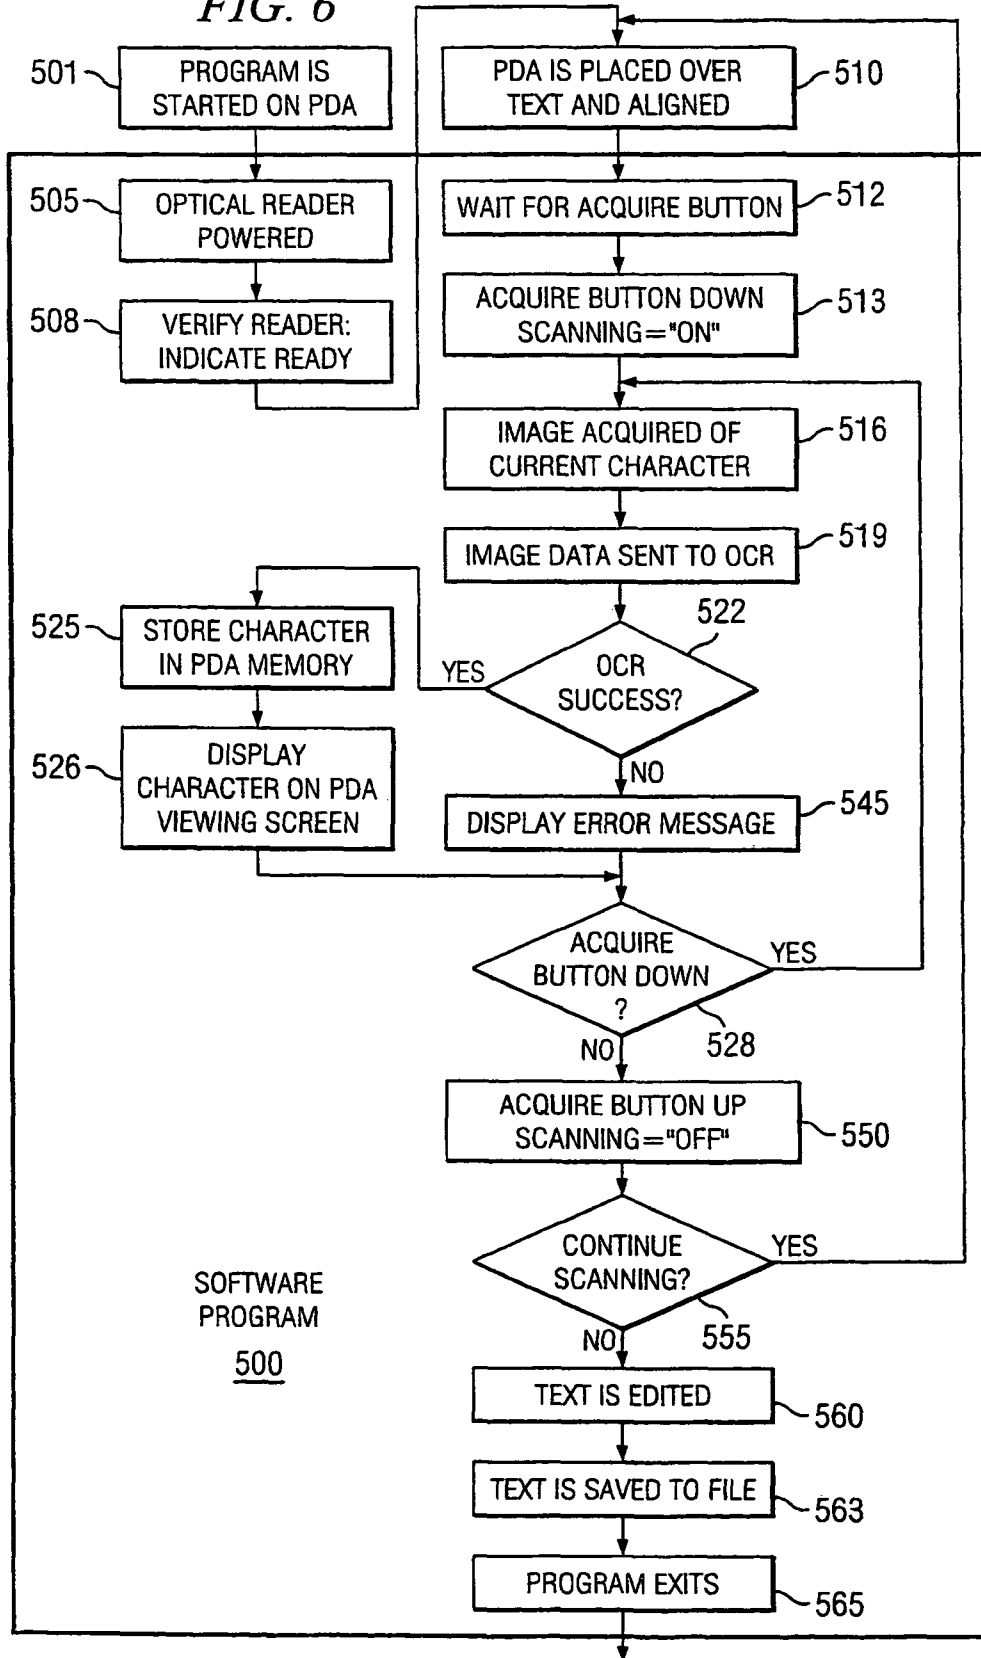 FIG. 6
501
PROGRAM IS
STARTED ON PDA
505
OPTICAL READER
POWERED
508
VERIFY READER:
INDICATE READY
PDA IS PLACED OVER
TEXT AND ALIGNED
510
WAIT FOR ACQUIRE BUTTON
512
ACQUIRE BUTTON DOWN
SCANNING="ON"
513
IMAGE ACQUIRED OF
CURRENT CHARACTER
516
IMAGE DATA SENT TO OCR
519
OCR
SUCCESS?
522
YES
NO
525
STORE CHARACTER
IN PDA MEMORY
526
DISPLAY
CHARACTER ON PDA
VIEWING SCREEN
DISPLAY ERROR MESSAGE
545
ACQUIRE
BUTTON DOWN
?
YES
528
NO
ACQUIRE BUTTON UP
SCANNING="OFF"
550
CONTINUE
SCANNING?
YES
555
NO
SOFTWARE
PROGRAM
500
TEXT IS EDITED
560
TEXT IS SAVED TO FILE
563
PROGRAM EXITS
565